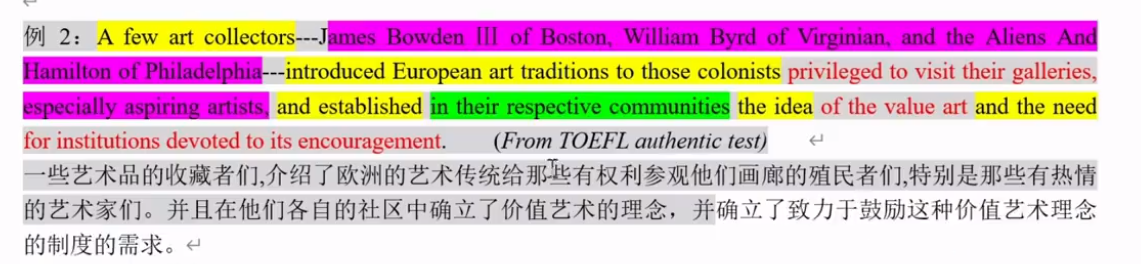 例 2：A few art collectors---James Bowden III of Boston, William Byrd of Virginian, and the Aliens And
Hamilton of Philadelphia---introduced European art traditions to those colonists privileged to visit their galleries,
especially aspiring artists, and established in their respective communities the idea of the value art and the need
for institutions devoted to its encouragement. (From TOEFL authentic test)
一些艺术品的收藏者们,介绍了欧洲的艺术传统给那些有权利参观他们画廊的殖民者们,特别是那些有热情
的艺术家们。并且在他们各自的社区中确立了价值艺术的理念，并确立了致力于鼓励这种价值艺术理念
的制度的需求。